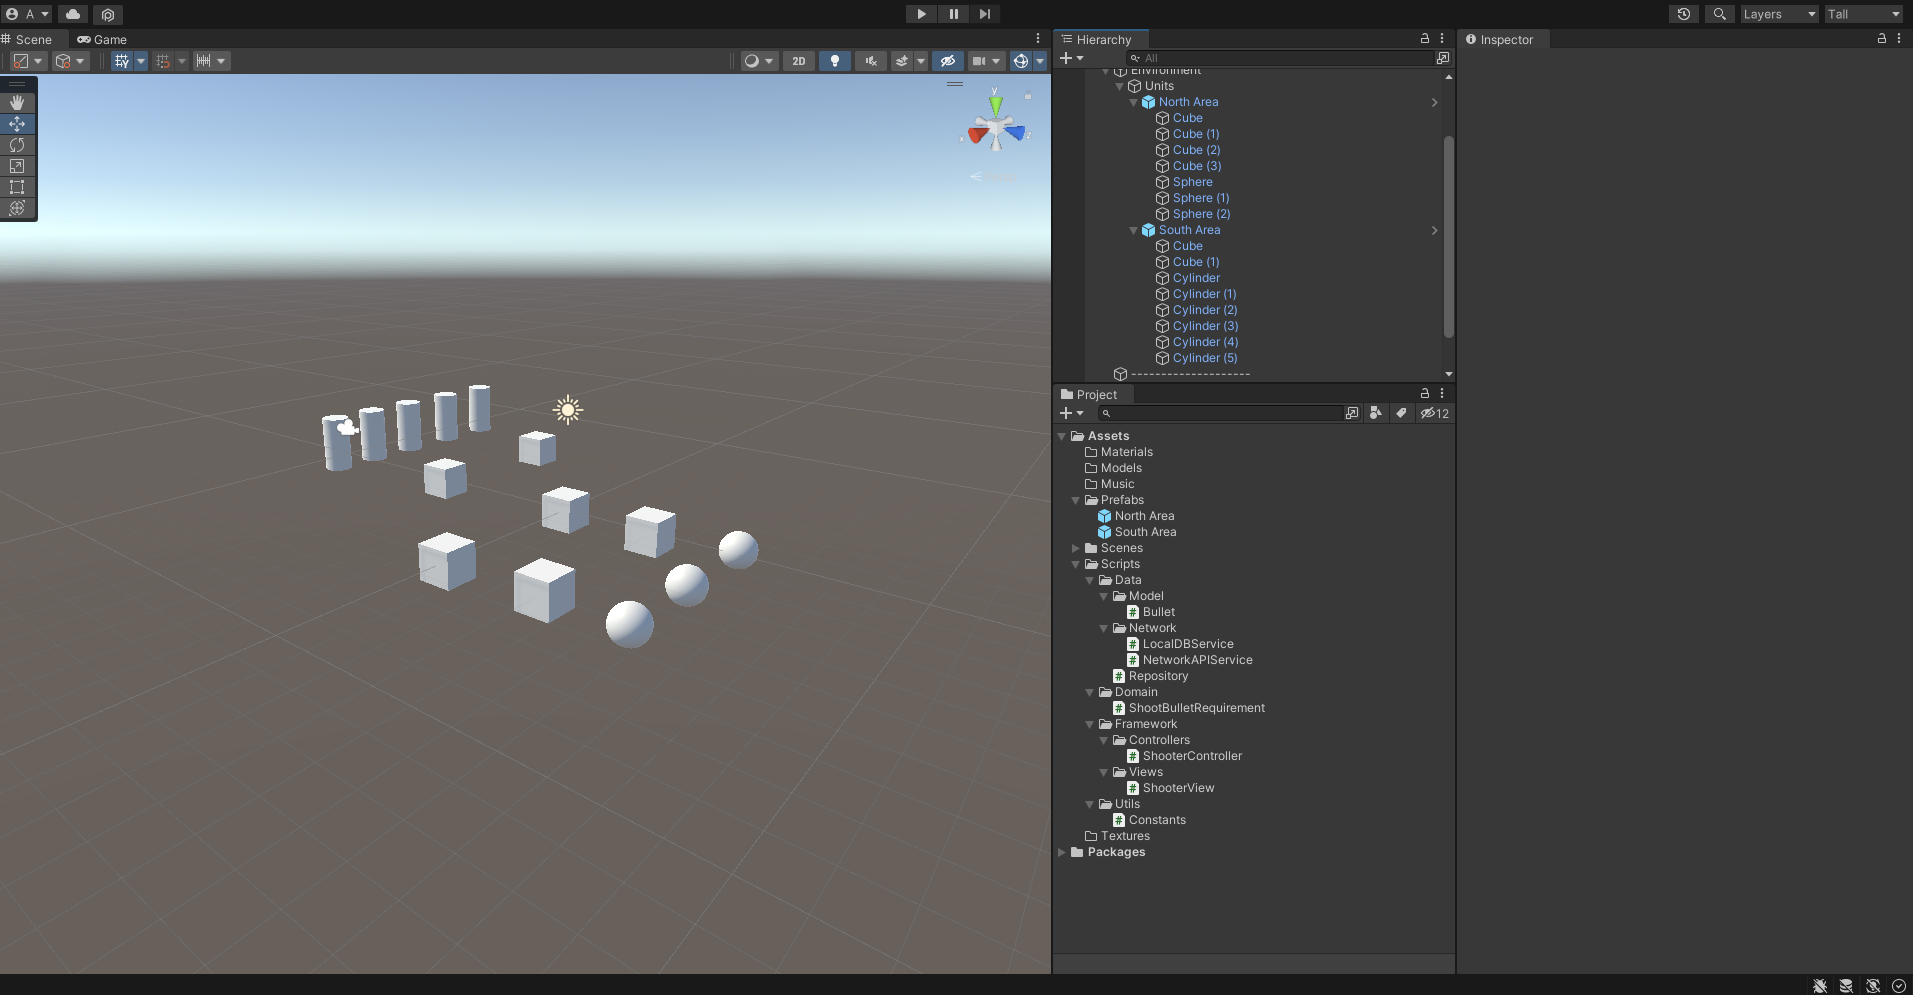 A
Layers
Tall
Scene
Game
2D
y
x
z
Hierarchy
All
Environment
Units
North Area
Cube
Cube (1)
Cube (2)
Cube (3)
Sphere
Sphere (1)
Sphere (2)
South Area
Cube
Cube (1)
Cylinder
Cylinder (1)
Cylinder (2)
Cylinder (3)
Cylinder (4)
Cylinder (5)
--------------------
Project
12
Assets
Materials
Models
Music
Prefabs
North Area
South Area
Scenes
Scripts
Data
Model
Bullet
Network
LocalDBService
NetworkAPIService
Repository
Domain
ShootBulletRequirement
Framework
Controllers
ShooterController
Views
ShooterView
Utils
Constants
Textures
Packages
Inspector